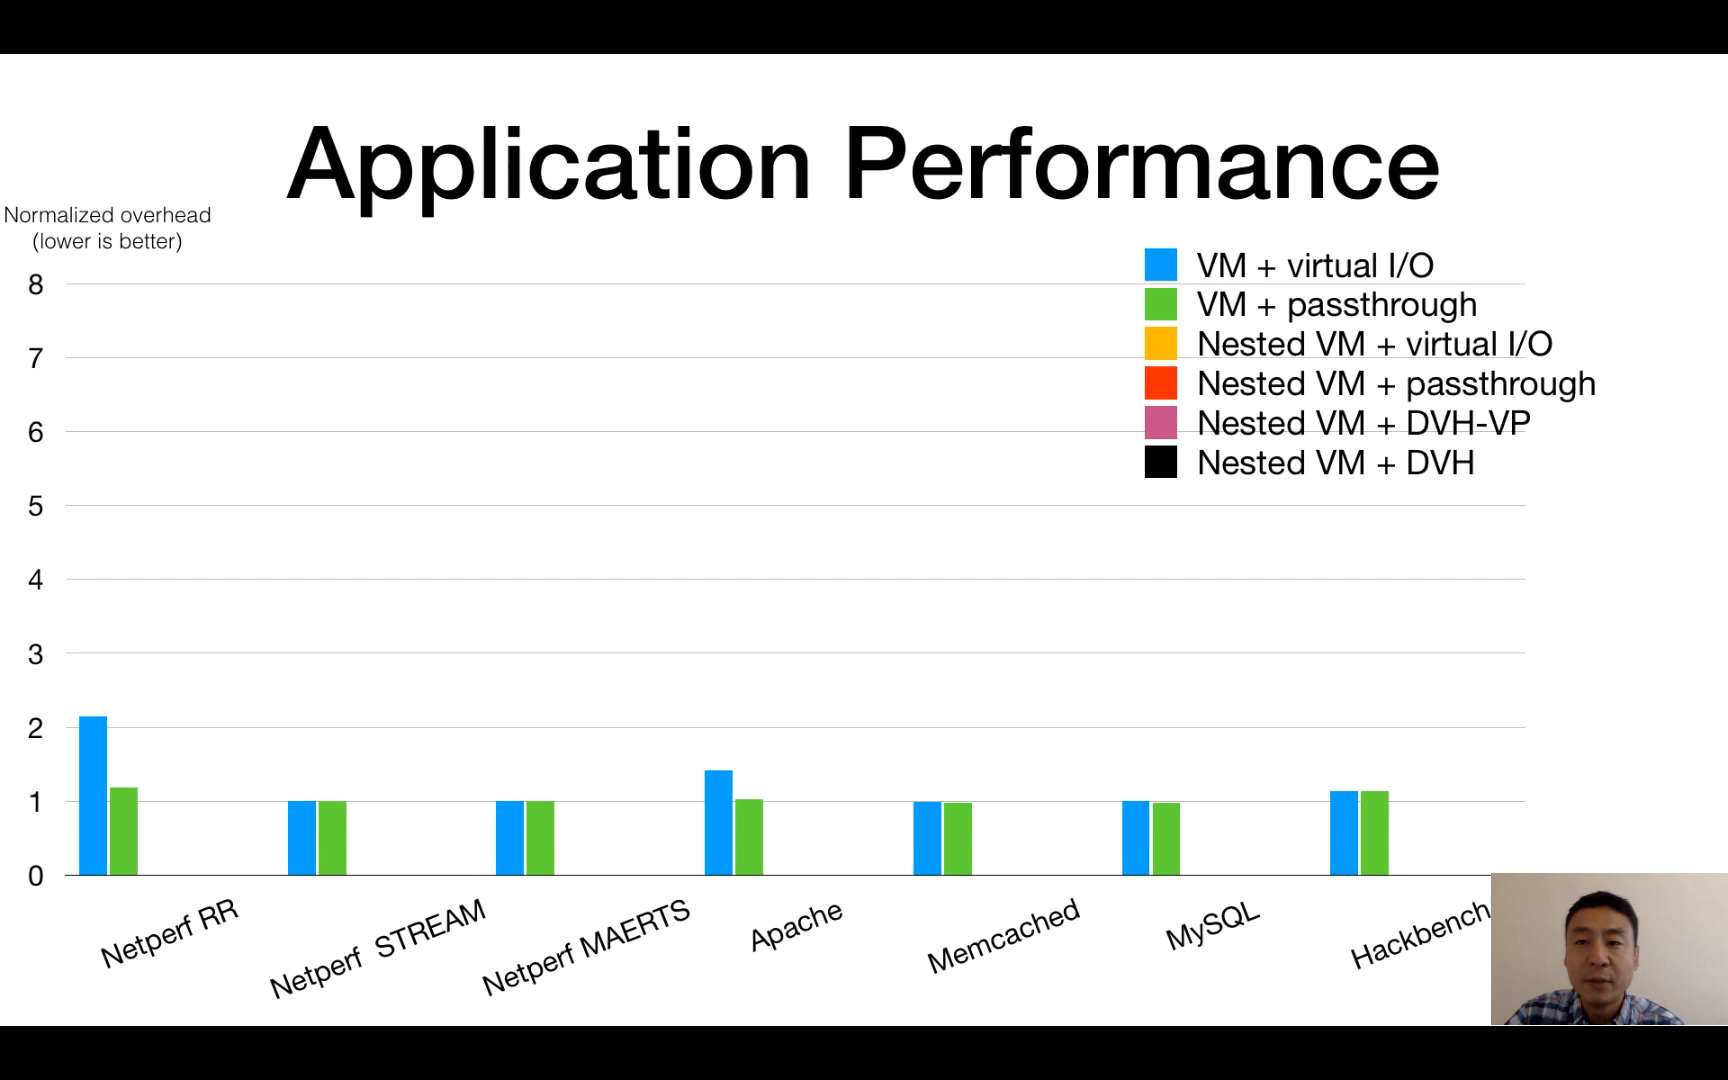 Application Performance
Normalized overhead
(lower is better)
VM + virtual I/O
VM + passthrough
Nested VM + virtual I/O
Nested VM + passthrough
Nested VM + DVH-VP
Nested VM + DVH
8
7
6
5
4
3
2
1
0
Netperf RR
Netperf STREAM
Netperf MAERTS
Apache
Memcached
MySQL
Hackbench